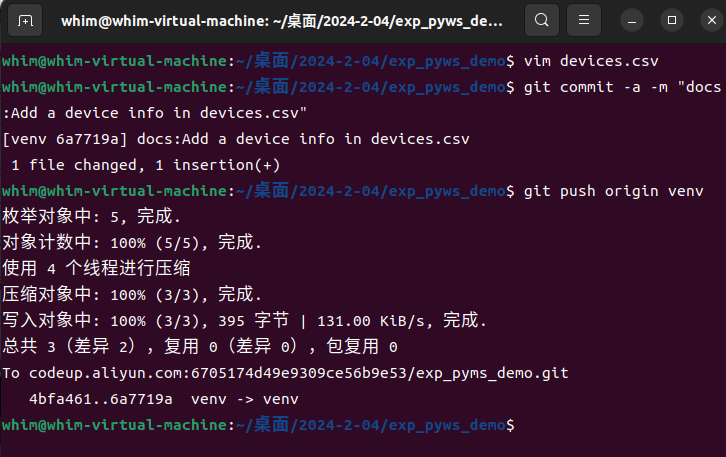 whim@whim-virtual-machine: ~/桌面/2024-2-04/exp_pyws_de...
whim@whim-virtual-machine:~/桌面/2024-2-04/exp_pyws_demo$ vim devices.csv
whim@whim-virtual-machine:~/桌面/2024-2-04/exp_pyws_demo$ git commit -a -m "docs
:Add a device info in devices.csv"
[venv 6a7719a] docs:Add a device info in devices.csv
 1 file changed, 1 insertion(+)
whim@whim-virtual-machine:~/桌面/2024-2-04/exp_pyws_demo$ git push origin venv
枚举对象中: 5, 完成.
对象计数中: 100% (5/5), 完成.
使用 4 个线程进行压缩
压缩对象中: 100% (3/3), 完成.
写入对象中: 100% (3/3), 395 字节 | 131.00 KiB/s, 完成.
总共 3（差异 2），复用 0（差异 0），包复用 0
To codeup.aliyun.com:6705174d49e9309ce56b9e53/exp_pyms_demo.git
   4bfa461..6a7719a  venv -> venv
whim@whim-virtual-machine:~/桌面/2024-2-04/exp_pyws_demo$